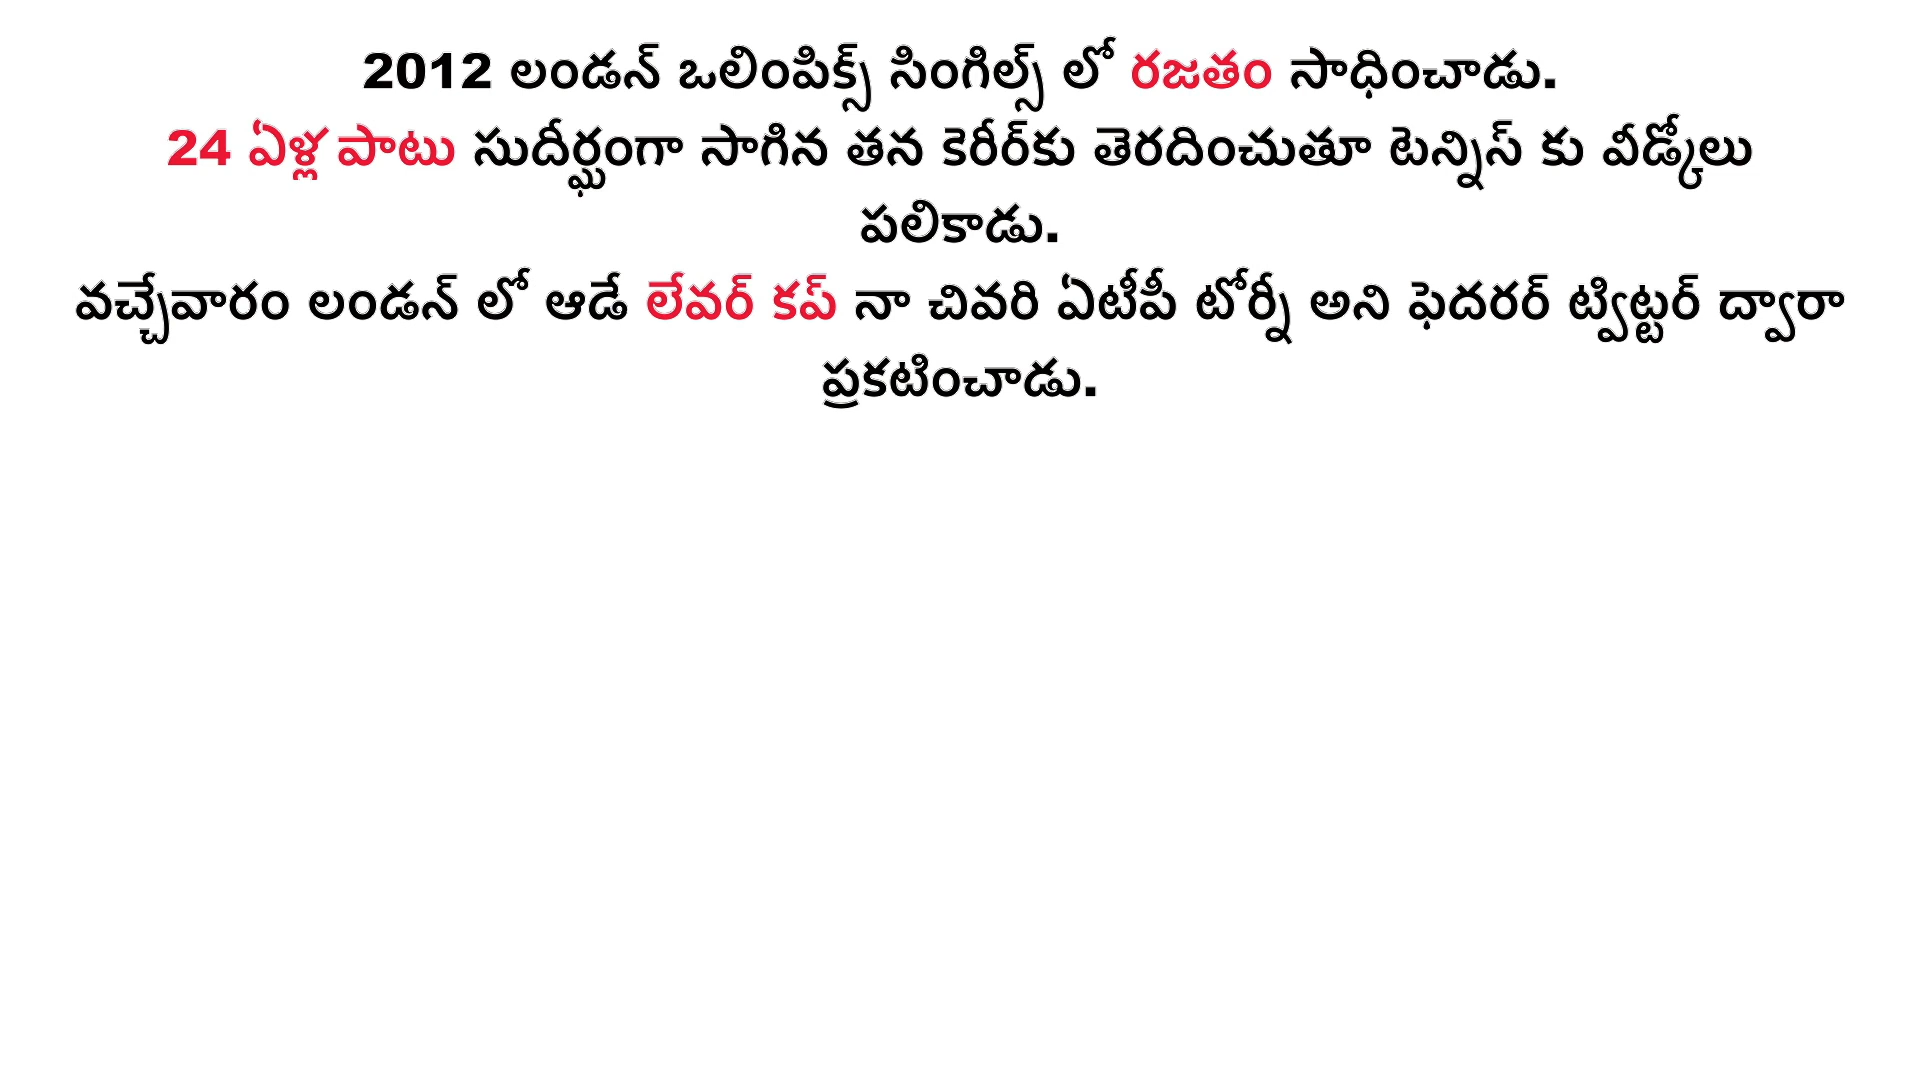 2012 లండన్ ఒలింపిక్స్ సింగిల్స్ లో రజతం సాధించాడు.
24 ఏళ్ల పాటు సుదీర్ఘంగా సాగిన తన కెరీర్‌కు తెరదించుతూ టెన్నిస్ కు వీడ్కోలు
పలికాడు.
వచ్చేవారం లండన్ లో ఆడే లేవర్ కప్ నా చివరి ఏటీపీ టోర్నీ అని ఫెదరర్ ట్విట్టర్ ద్వారా
ప్రకటించాడు.